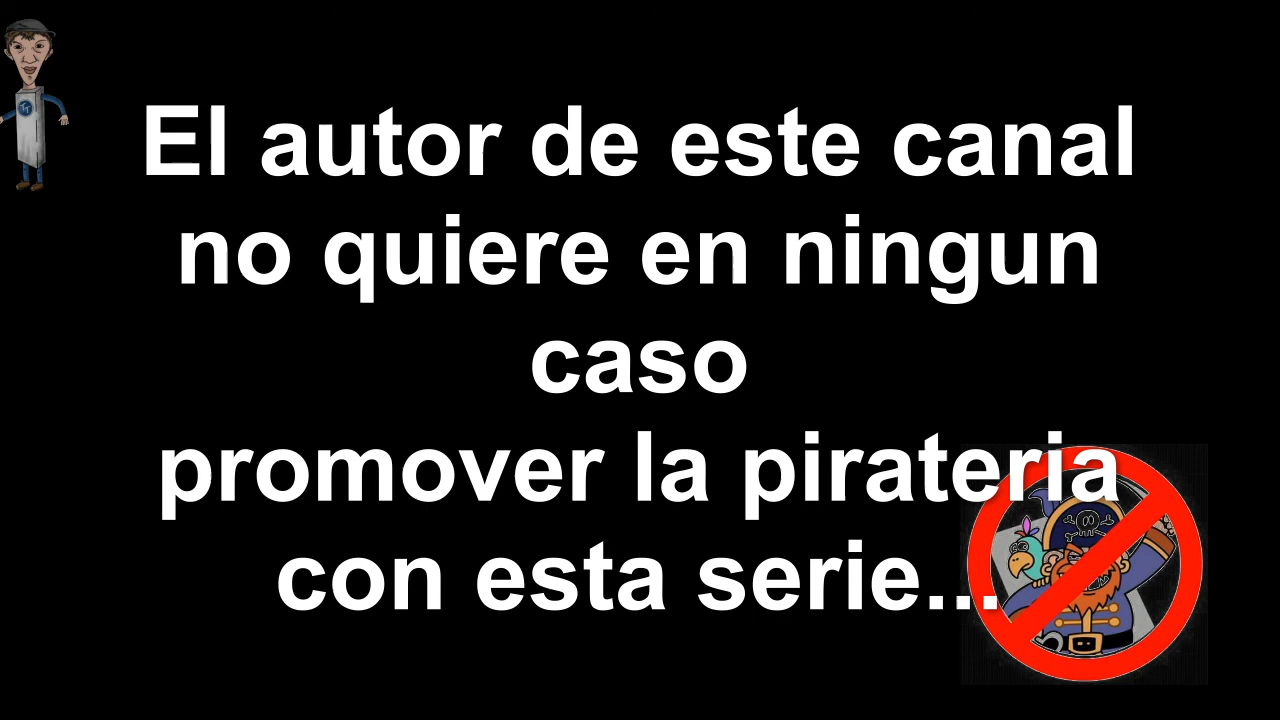 El autor de este canal
no quiere en ningun
caso
promover la pirateria
con esta serie...